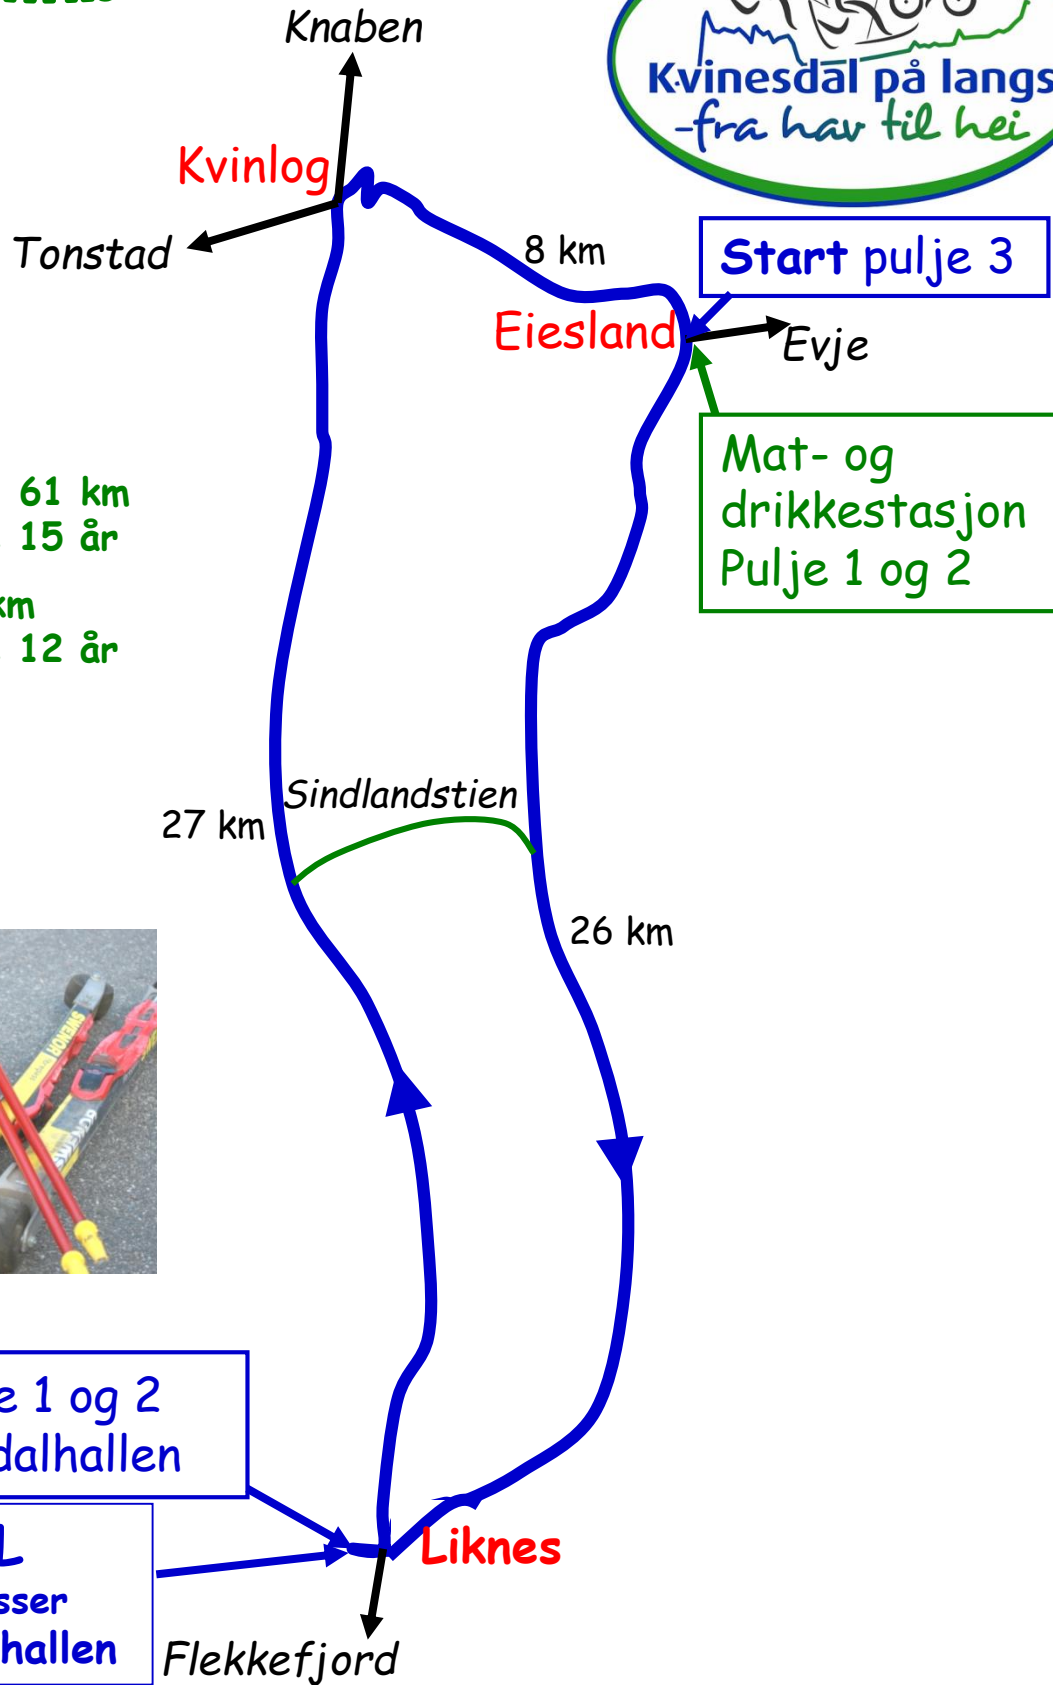 Knaben
Kvinesdal på langs
-fra hav til hei
Kvinlog
Tonstad
8 km
Start pulje 3
Eiesland
Evje
Mat- og
drikkestasjon
Pulje 1 og 2
61 km
15 år
km
12 år
Sindlandstien
27 km
26 km
SWENOR
e 1 og 2
dalhallen
L
sser
hallen
Liknes
Flekkefjord